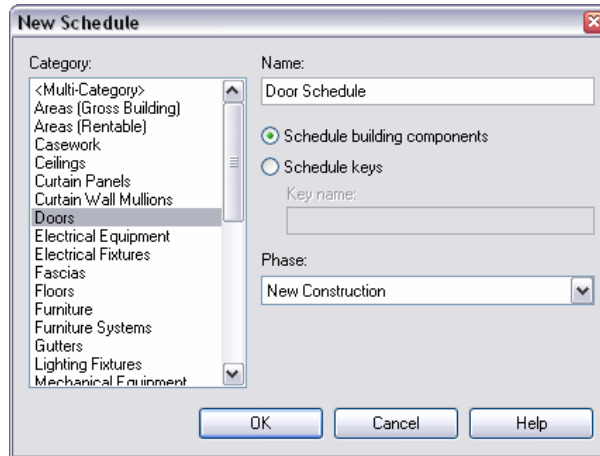 New Schedule
Category:
<Multi-Category>
Areas (Gross Building)
Areas (Rentable)
Casework
Ceilings
Curtain Panels
Curtain Wall Mullions
Doors
Electrical Equipment
Electrical Fixtures
Fascias
Floors
Furniture
Furniture Systems
Gutters
Lighting Fixtures
Mechanical Equipment
Name:
Door Schedule
Schedule building components
Schedule keys
Key name:
Phase:
New Construction
OK Cancel Help